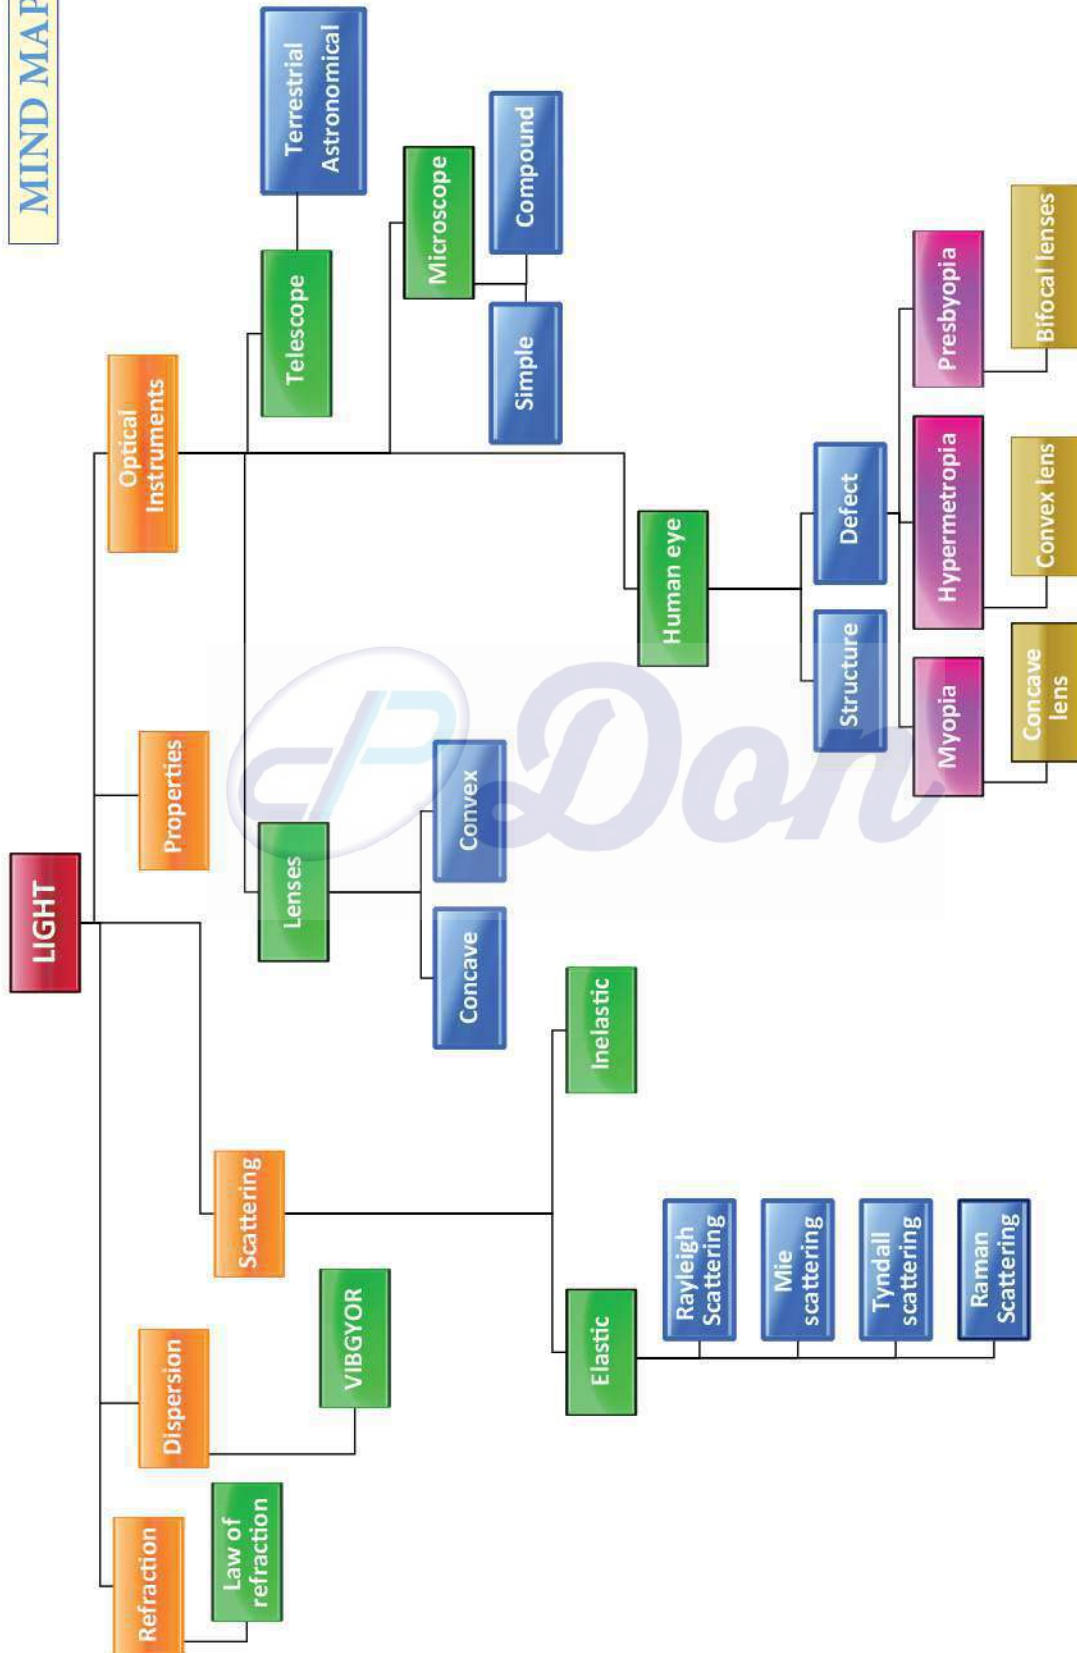 MIND MAP
LIGHT
Refraction
Law of
refraction
Dispersion
VIBGYOR
Scattering
Elastic
Rayleigh
Scattering
Mie
scattering
Tyndall
scattering
Raman
Scattering
Inelastic
Properties
Optical
Instruments
Lenses
Concave
Convex
Telescope
Terrestrial
Astronomical
Microscope
Simple
Compound
Human eye
Structure
Defect
Myopia
Concave
lens
Hypermetropia
Convex lens
Presbyopia
Bifocal lenses
Don